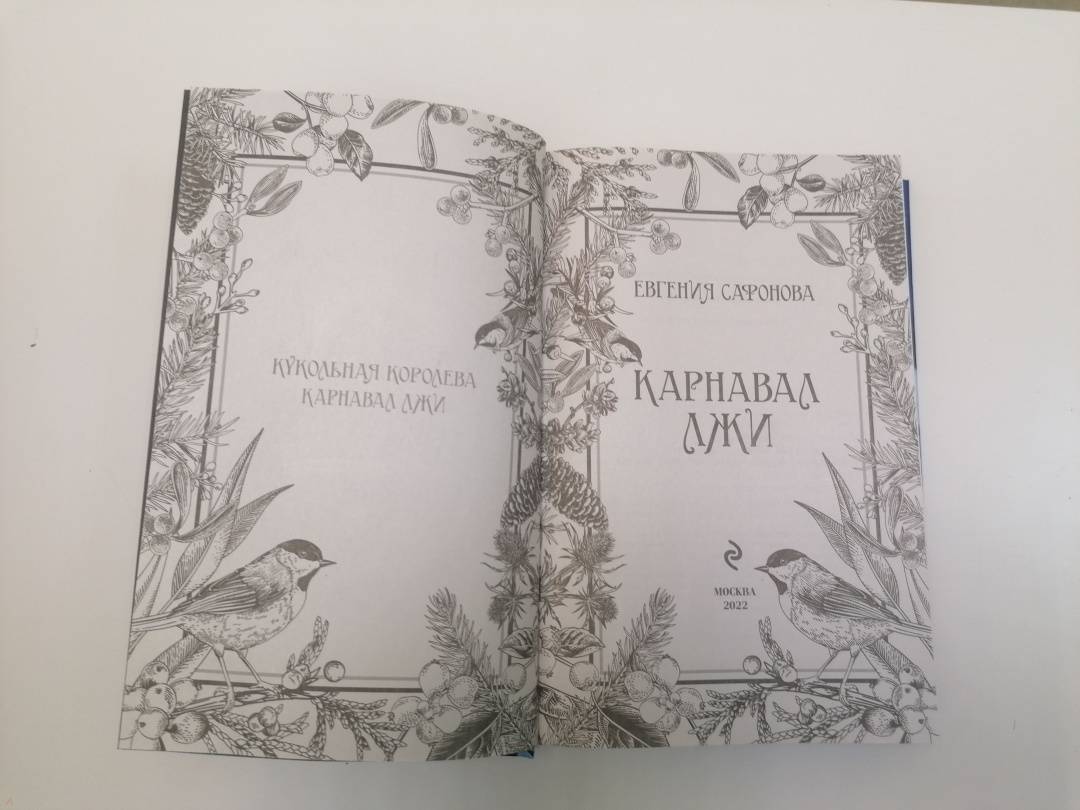 КУКОЛЬНАЯ КОРОЛЕВА
КАРНАВАЛ ЛЖИ
ЕВГЕНИЯ САФОНОВА
КАРНАВАЛ
ЛЖИ
МОСКВА
2022